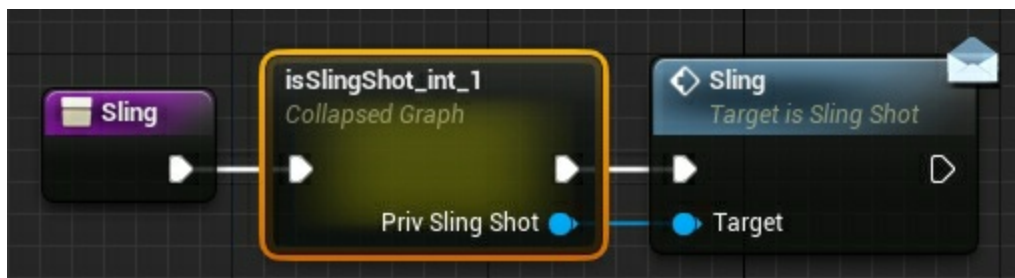 Sling
isSlingShot_int_1
Collapsed Graph
Priv Sling Shot
Sling
Target is Sling Shot
Target